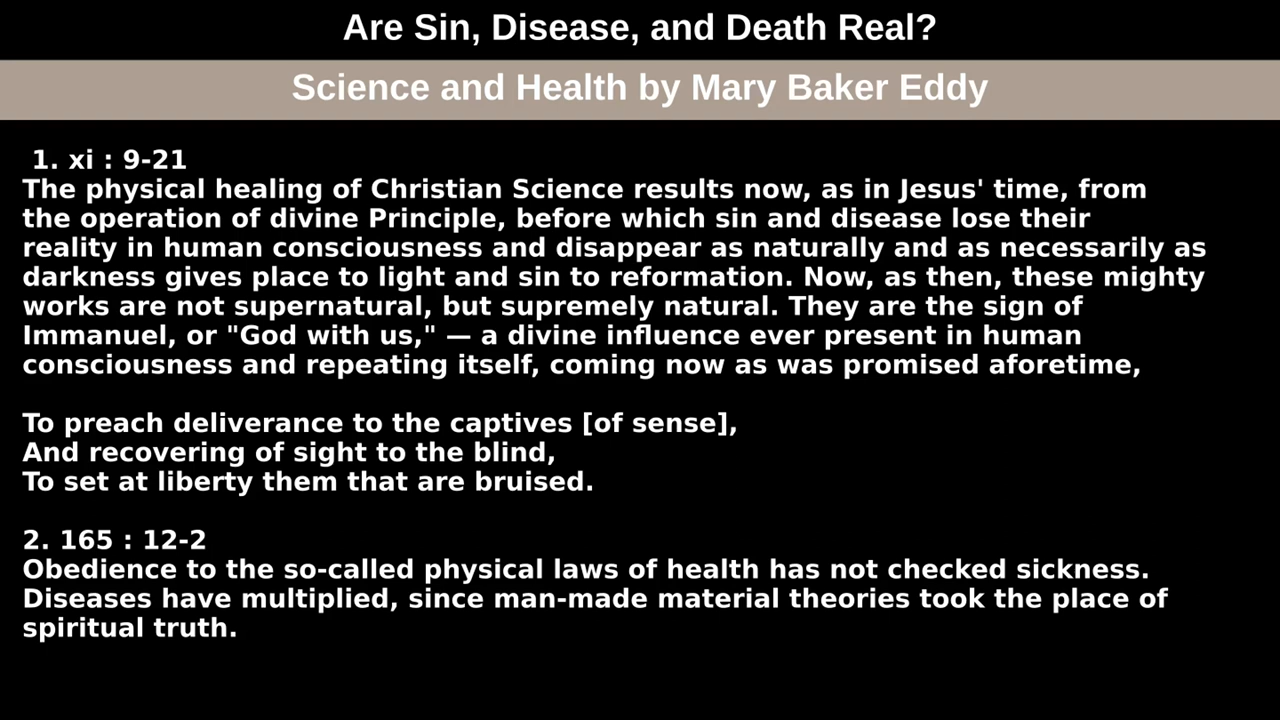 Are Sin, Disease, and Death Real?
Science and Health by Mary Baker Eddy
1. xi : 9-21
The physical healing of Christian Science results now, as in Jesus' time, from
the operation of divine Principle, before which sin and disease lose their
reality in human consciousness and disappear as naturally and as necessarily as
darkness gives place to light and sin to reformation. Now, as then, these mighty
works are not supernatural, but supremely natural. They are the sign of
Immanuel, or "God with us," — a divine influence ever present in human
consciousness and repeating itself, coming now as was promised aforetime,
To preach deliverance to the captives [of sense],
And recovering of sight to the blind,
To set at liberty them that are bruised.
2. 165 : 12-2
Obedience to the so-called physical laws of health has not checked sickness.
Diseases have multiplied, since man-made material theories took the place of
spiritual truth.